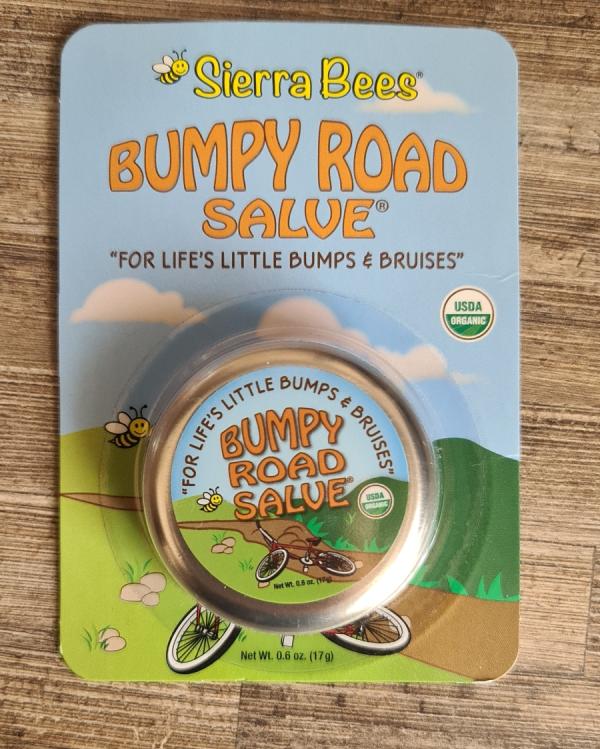 Sierra Bees®
BUMPY ROAD
SALVE®
"FOR LIFE'S LITTLE BUMPS & BRUISES"
USDA
ORGANIC
"FOR LIFE'S LITTLE BUMPS & BRUISES"
BUMPY
ROAD
SALVE®
USDA
ORGANIC
Net Wt. 0.6 oz. (17g)
Net Wt. 0.6 oz. (17g)